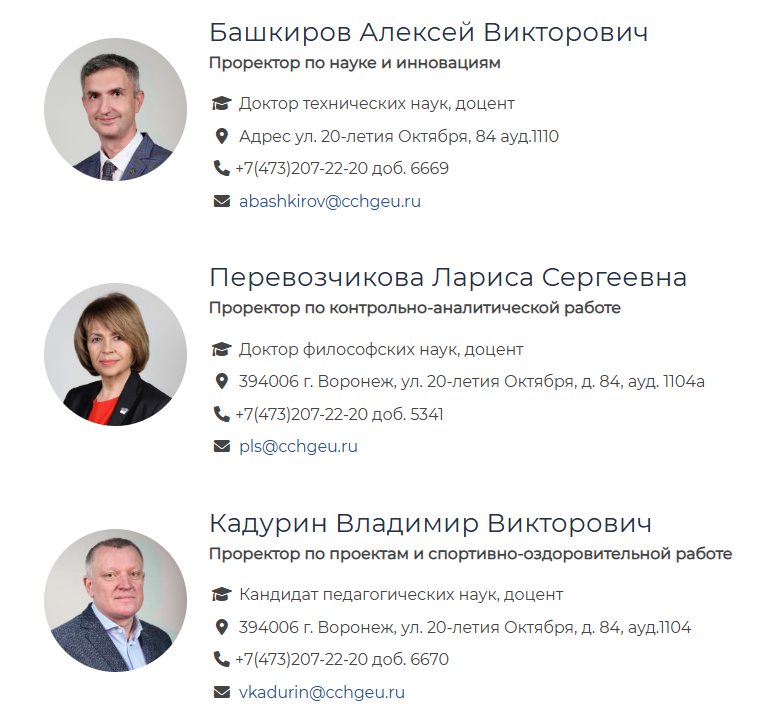 Башкиров Алексей Викторович
Проректор по науке и инновациям
Доктор технических наук, доцент
Адрес ул. 20-летия Октября, 84 ауд.1110
+7(473)207-22-20 доб. 6669
abashkirov@cchgeu.ru
Перевозчикова Лариса Сергеевна
Проректор по контрольно-аналитической работе
Доктор философских наук, доцент
394006 г. Воронеж, ул. 20-летия Октября, д. 84, ауд. 1104а
+7(473)207-22-20 доб. 5341
pls@cchgeu.ru
Кадурин Владимир Викторович
Проректор по проектам и спортивно-оздоровительной работе
Кандидат педагогических наук, доцент
394006 г. Воронеж, ул. 20-летия Октября, д. 84, ауд.1104
+7(473)207-22-20 доб. 6670
vkadurin@cchgeu.ru